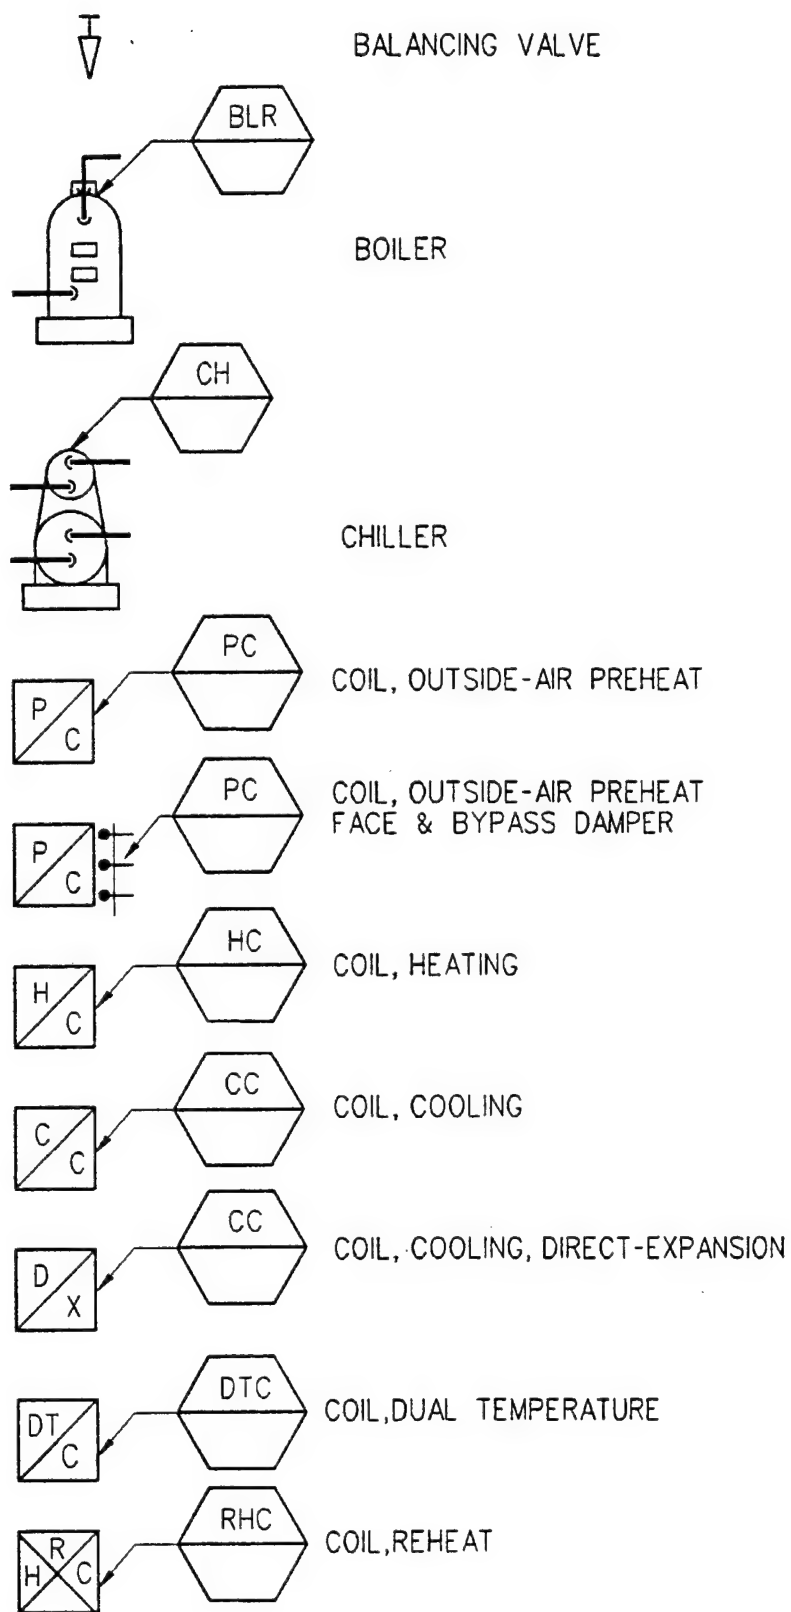 BALANCING VALVE
BLR
BOILER
CH
CHILLER
PC
COIL, OUTSIDE-AIR PREHEAT
P
C
PC
COIL, OUTSIDE-AIR PREHEAT
FACE & BYPASS DAMPER
P
C
HC
COIL, HEATING
H
C
CC
COIL, COOLING
C
C
CC
COIL, COOLING, DIRECT-EXPANSION
D
X
DTC
COIL,DUAL TEMPERATURE
DT
C
RHC
COIL,REHEAT
R
H C